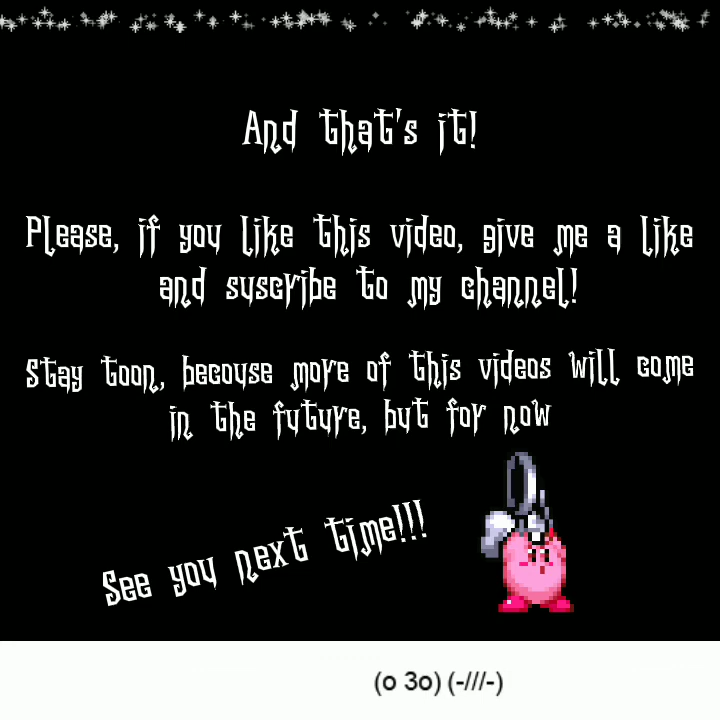 And that's it!
Please, if you like this video, give me a like
and suscribe to my channel!
Stay toon, becouse more of this videos will come
in the future, but for now
See you next time!!!
(o 3o) (-///-)